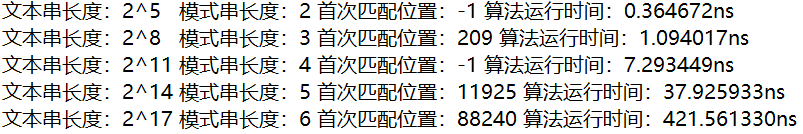 文本串长度：2^5 模式串长度：2 首次匹配位置：-1 算法运行时间：0.364672ns
文本串长度：2^8 模式串长度：3 首次匹配位置：209 算法运行时间：1.094017ns
文本串长度：2^11 模式串长度：4 首次匹配位置：-1 算法运行时间：7.293449ns
文本串长度：2^14 模式串长度：5 首次匹配位置：11925 算法运行时间：37.925933ns
文本串长度：2^17 模式串长度：6 首次匹配位置：88240 算法运行时间：421.561330ns